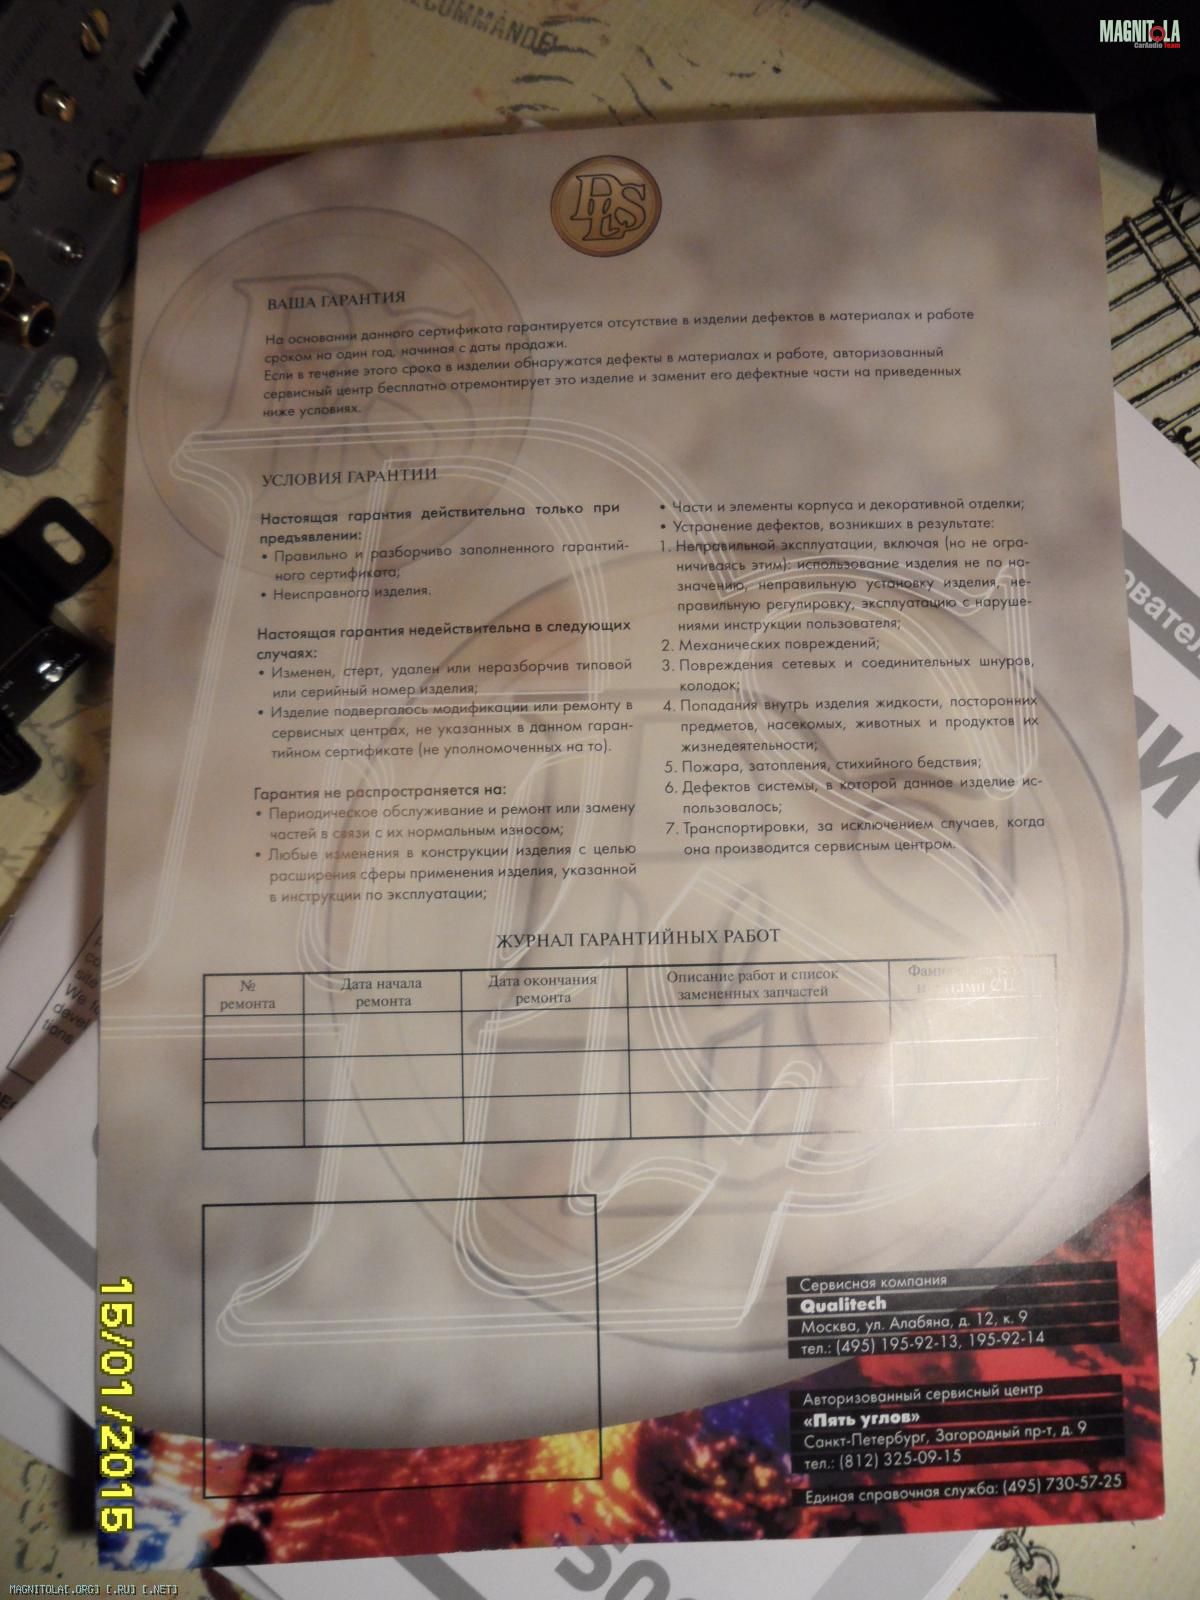 RECOMMANDE
MAGNITOLA
CarAudio Team
DLS
ВАША ГАРАНТИЯ
На основании данного сертификата гарантируется отсутствие в изделии дефектов в материалах и работе
сроком на один год, начиная с даты продажи.
Если в течение этого срока в изделии обнаружатся дефекты в материалах и работе, авторизованный
сервисный центр бесплатно отремонтирует это изделие и заменит его дефектные части на приведенных
ниже условиях.
УСЛОВИЯ ГАРАНТИИ
Настоящая гарантия действительна только при
предъявлении:
• Правильно и разборчиво заполненного гарантий-
ного сертификата;
• Неисправного изделия.
Настоящая гарантия недействительна в следующих
случаях:
• Изменен, стерт, удален или неразборчив типовой
или серийный номер изделия;
• Изделие подвергалось модификации или ремонту в
сервисных центрах, не указанных в данном гаран-
тийном сертификате (не уполномоченных на то).
Гарантия не распространяется на:
• Периодическое обслуживание и ремонт или замену
частей в связи с их нормальным износом;
• Любые изменения в конструкции изделия с целью
расширения сферы применения изделия, указанной
в инструкции по эксплуатации;
• Части и элементы корпуса и декоративной отделки;
• Устранение дефектов, возникших в результате:
1. Неправильной эксплуатации, включая (но не огра-
ничиваясь этим): использование изделия не по на-
значению, неправильную установку изделия, не-
правильную регулировку, эксплуатацию с наруше-
ниями инструкции пользователя;
2. Механических повреждений;
3. Повреждения сетевых и соединительных шнуров,
колодок;
4. Попадания внутрь изделия жидкости, посторонних
предметов, насекомых, животных и продуктов их
жизнедеятельности;
5. Пожара, затопления, стихийного бедствия;
6. Дефектов системы, в которой данное изделие ис-
пользовалось;
7. Транспортировки, за исключением случаев, когда
она производится сервисным центром.
ЖУРНАЛ ГАРАНТИЙНЫХ РАБОТ
№
ремонта
Дата начала
ремонта
Дата окончания
ремонта
Описание работ и список
замененных запчастей
Сервисная компания
Qualitech
Москва, ул. Алабяна, д. 12, к. 9
тел.: (495) 195-92-13, 195-92-14
Авторизованный сервисный центр
«Пять углов»
Санкт-Петербург, Загородный пр-т, д. 9
тел.: (812) 325-09-15
Единая справочная служба: (495) 730-57-25
15/01/2015
MAGNITOLA[.ORG] [.RU] [.NET]